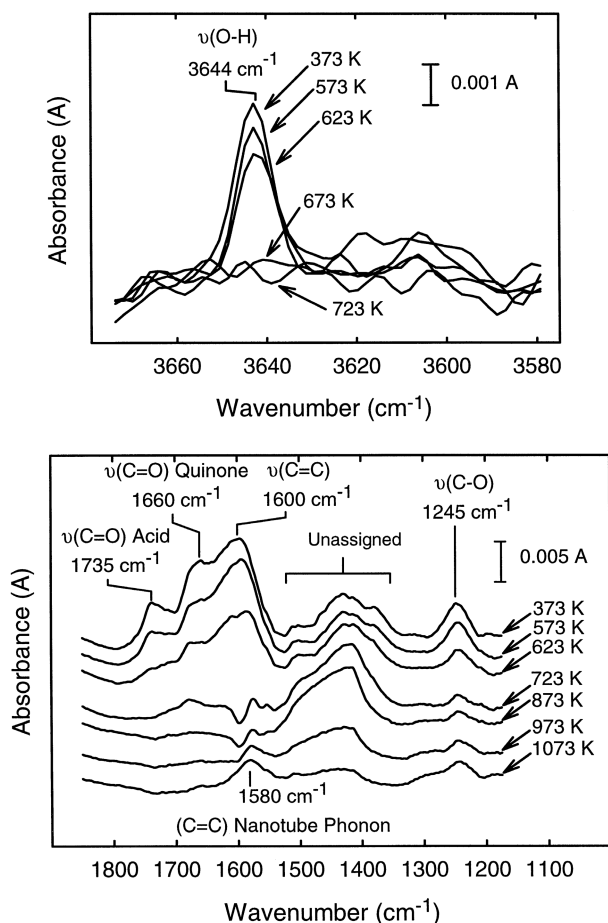 υ(O-H)
3644 cm⁻¹
373 K
573 K
623 K
0.001 A
673 K
723 K
Absorbance (A)
3660 3640 3620 3600 3580
Wavenumber (cm⁻¹)
υ(C=O) Quinone
1660 cm⁻¹
υ(C=C)
1600 cm⁻¹
υ(C-O)
1245 cm⁻¹
υ(C=O) Acid
1735 cm⁻¹
Unassigned
0.005 A
373 K
573 K
623 K
723 K
873 K
973 K
1073 K
1580 cm⁻¹
(C=C) Nanotube Phonon
Absorbance (A)
1800 1700 1600 1500 1400 1300 1200 1100
Wavenumber (cm⁻¹)